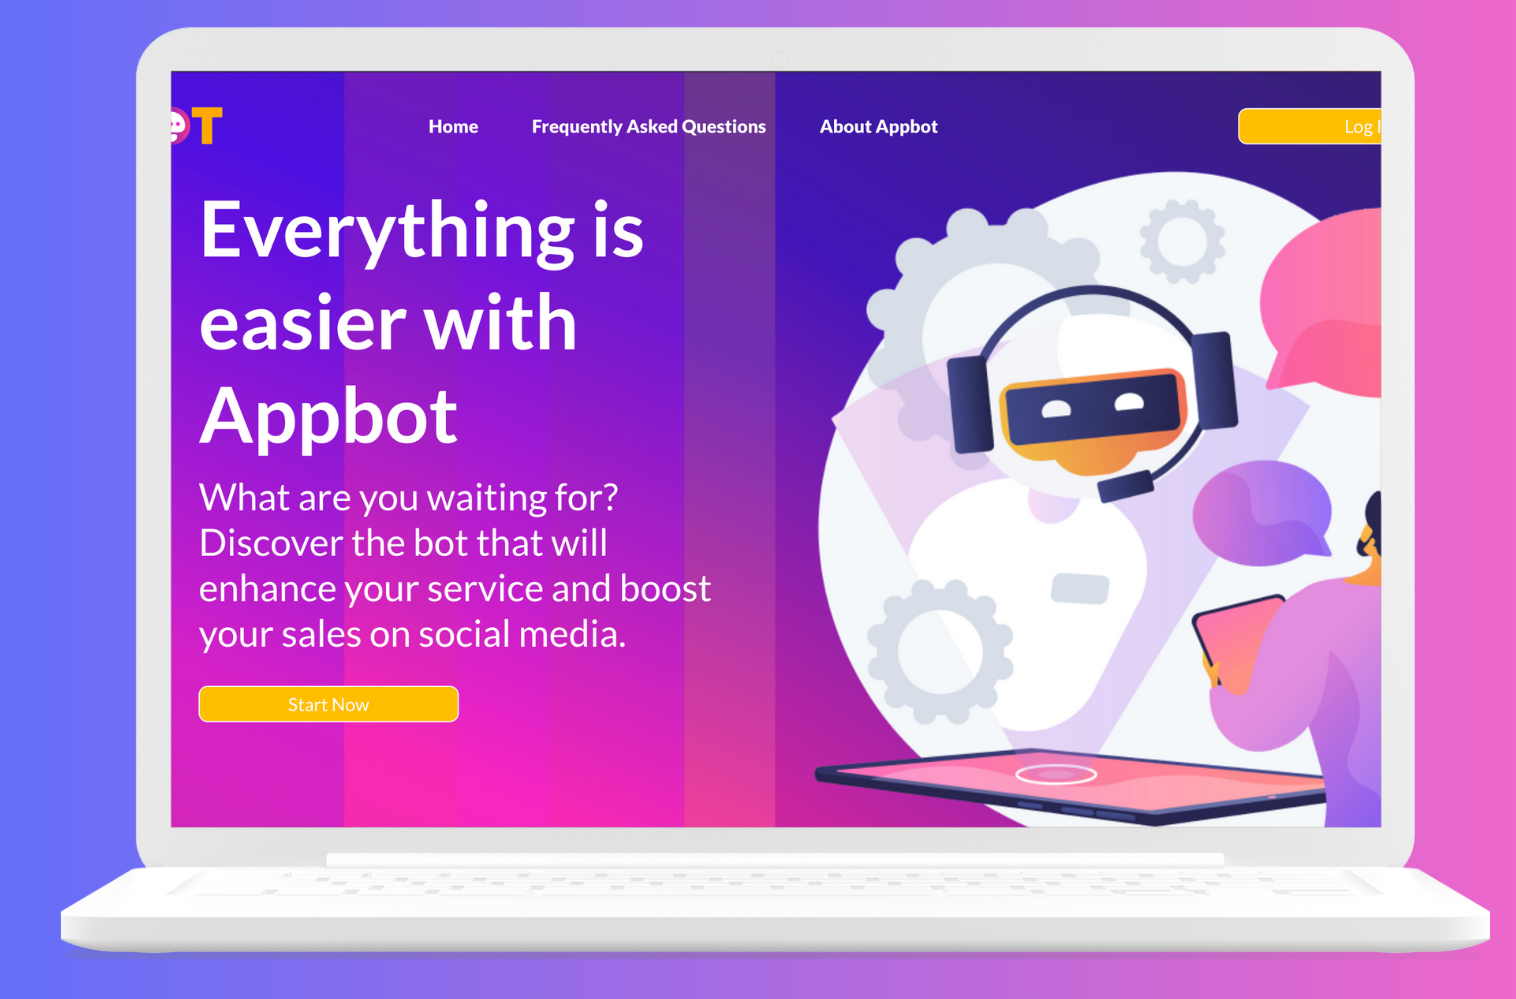 T
Home Frequently Asked Questions About Appbot Log I
Everything is
easier with
Appbot
What are you waiting for?
Discover the bot that will
enhance your service and boost
your sales on social media.
Start Now